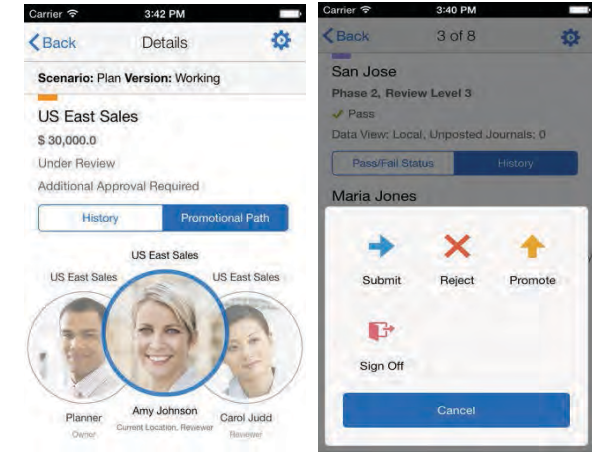 Carrier 3:42 PM
Back Details
Scenario: Plan Version: Working
US East Sales
$ 30,000.0
Under Review
Additional Approval Required
History Promotional Path
US East Sales
US East Sales US East Sales
Planner Amy Johnson Carol Judd
Owner Current Location, Reviewer Reviewer
Carrier 3:40 PM
Back 3 of 8
San Jose
Phase 2, Review Level 3
Pass
Data View: Local, Unposted Journals: 0
Pass/Fail Status History
Maria Jones
Submit Reject Promote
Sign Off
Cancel